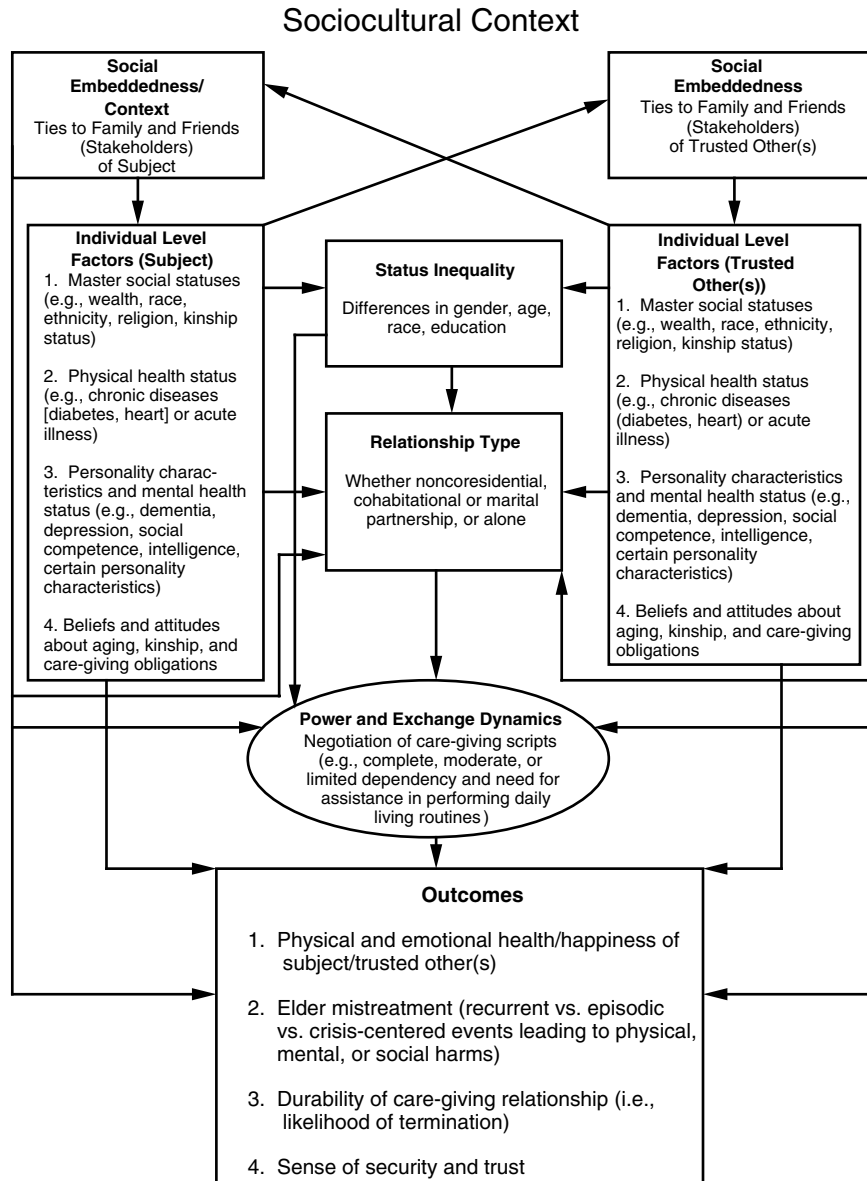 Sociocultural Context
Social
Embeddedness/
Context
Ties to Family and Friends
(Stakeholders)
of Subject
Social
Embeddedness
Ties to Family and Friends
(Stakeholders)
of Trusted Other(s)
Individual Level
Factors (Subject)
1. Master social statuses
(e.g., wealth, race,
ethnicity, religion, kinship
status)
2. Physical health status
(e.g., chronic diseases
[diabetes, heart] or acute
illness)
3. Personality charac-
teristics and mental health
status (e.g., dementia,
depression, social
competence, intelligence,
certain personality
characteristics)
4. Beliefs and attitudes
about aging, kinship, and
care-giving obligations
Status Inequality
Differences in gender, age,
race, education
Relationship Type
Whether noncoresidential,
cohabitational or marital
partnership, or alone
Individual Level
Factors (Trusted
Other(s))
1. Master social statuses
(e.g., wealth, race, ethnicity,
religion, kinship status)
2. Physical health status
(e.g., chronic diseases
(diabetes, heart) or acute
illness)
3. Personality characteristics
and mental health status (e.g.,
dementia, depression, social
competence, intelligence,
certain personality
characteristics)
4. Beliefs and attitudes about
aging, kinship, and care-giving
obligations
Power and Exchange Dynamics
Negotiation of care-giving scripts
(e.g., complete, moderate, or
limited dependency and need for
assistance in performing daily
living routines)
Outcomes
1. Physical and emotional health/happiness of
subject/trusted other(s)
2. Elder mistreatment (recurrent vs. episodic
vs. crisis-centered events leading to physical,
mental, or social harms)
3. Durability of care-giving relationship (i.e.,
likelihood of termination)
4. Sense of security and trust